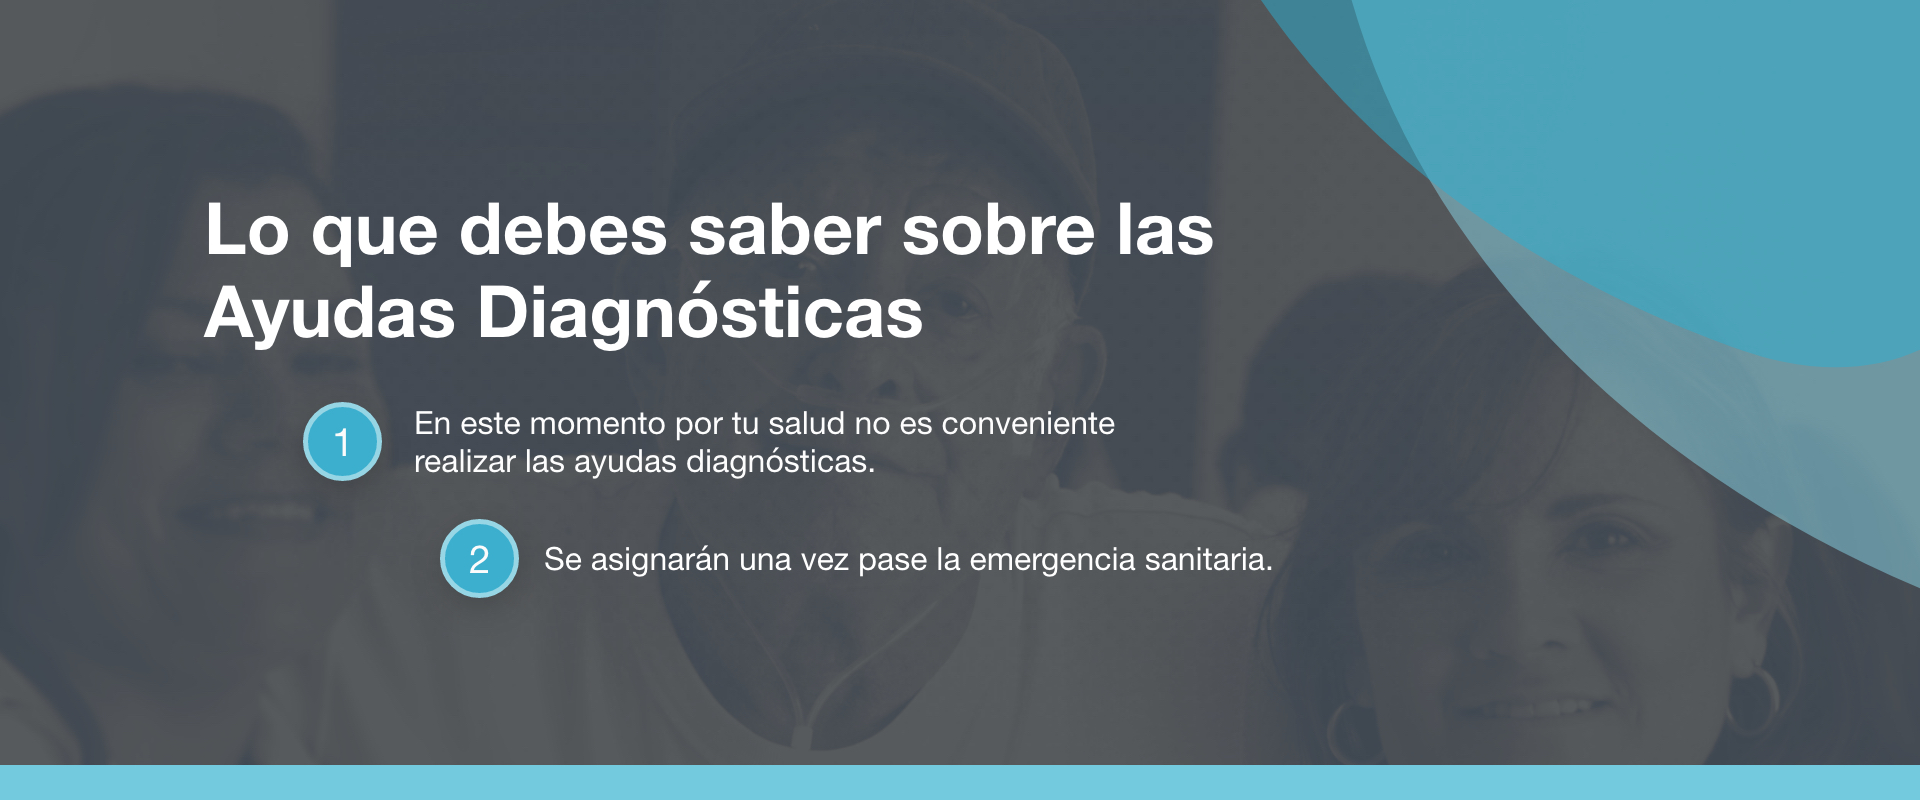 Lo que debes saber sobre las
Ayudas Diagnósticas
1
En este momento por tu salud no es conveniente
realizar las ayudas diagnósticas.
2
Se asignarán una vez pase la emergencia sanitaria.